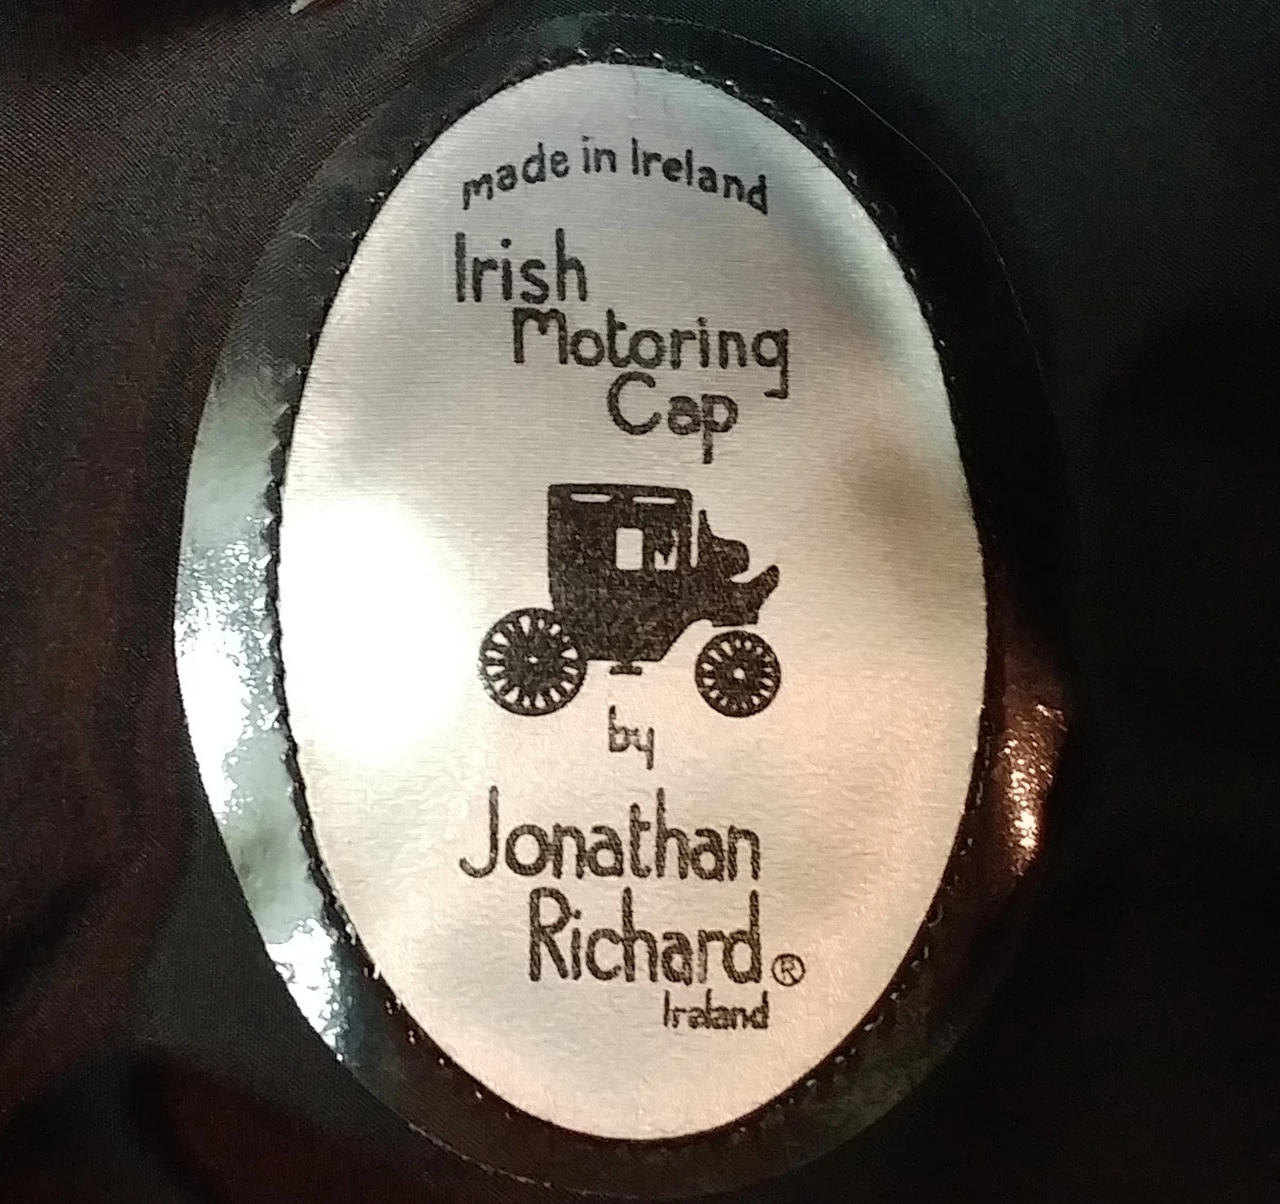 made in Ireland
Irish
Motoring
Cap
by
Jonathan
Richard®
Ireland